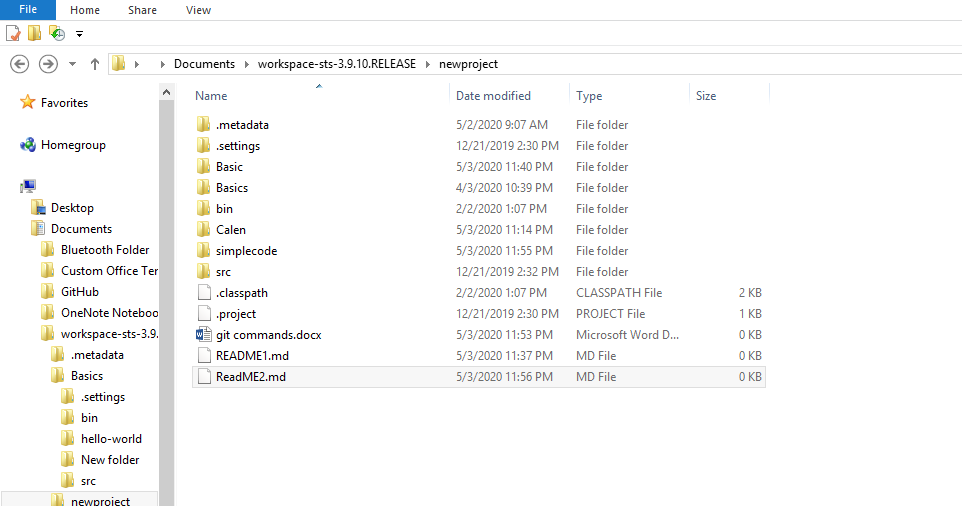 File Home Share View
Documents workspace-sts-3.9.10.RELEASE newproject
Favorites
Homegroup
Desktop
Documents
Bluetooth Folder
Custom Office Ter
GitHub
OneNote Noteboo
workspace-sts-3.9.
.metadata
Basics
.settings
bin
hello-world
New folder
src
newproject
Name Date modified Type Size
.metadata 5/2/2020 9:07 AM File folder
.settings 12/21/2019 2:30 PM File folder
Basic 5/3/2020 11:40 PM File folder
Basics 4/3/2020 10:39 PM File folder
bin 2/2/2020 1:07 PM File folder
Calen 5/3/2020 11:14 PM File folder
simplecode 5/3/2020 11:55 PM File folder
src 12/21/2019 2:32 PM File folder
.classpath 2/2/2020 1:07 PM CLASSPATH File 2 KB
.project 12/21/2019 2:30 PM PROJECT File 1 KB
git commands.docx 5/3/2020 11:53 PM Microsoft Word D... 0 KB
README1.md 5/3/2020 11:37 PM MD File 0 KB
ReadME2.md 5/3/2020 11:56 PM MD File 0 KB